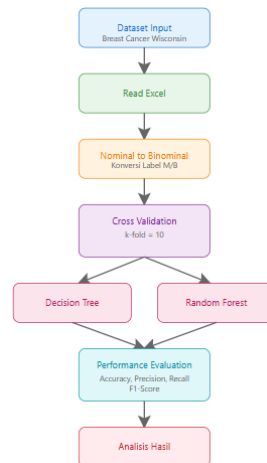 Dataset Input
Breast Cancer Wisconsin
Read Excel
Nominal to Binominal
Konversi Label M/B
Cross Validation
k-fold = 10
Decision Tree
Random Forest
Performance Evaluation
Accuracy, Precision, Recall
F1-Score
Analisis Hasil